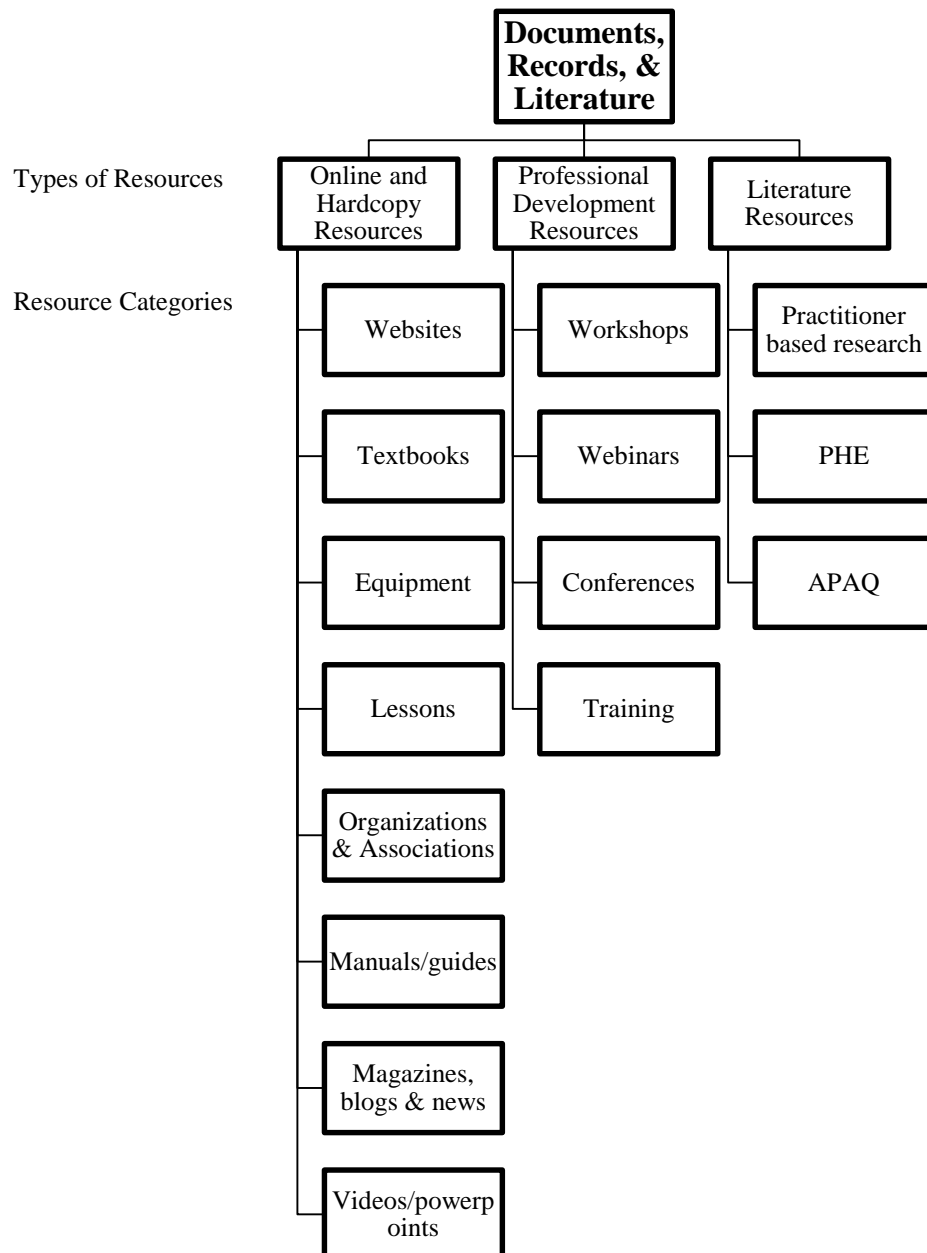 Documents,
Records, &
Literature
Types of Resources
Online and
Hardcopy
Resources
Professional
Development
Resources
Literature
Resources
Resource Categories
Websites
Workshops
Practitioner
based research
Textbooks
Webinars
PHE
Equipment
Conferences
APAQ
Lessons
Training
Organizations
& Associations
Manuals/guides
Magazines,
blogs & news
Videos/powerp
oints